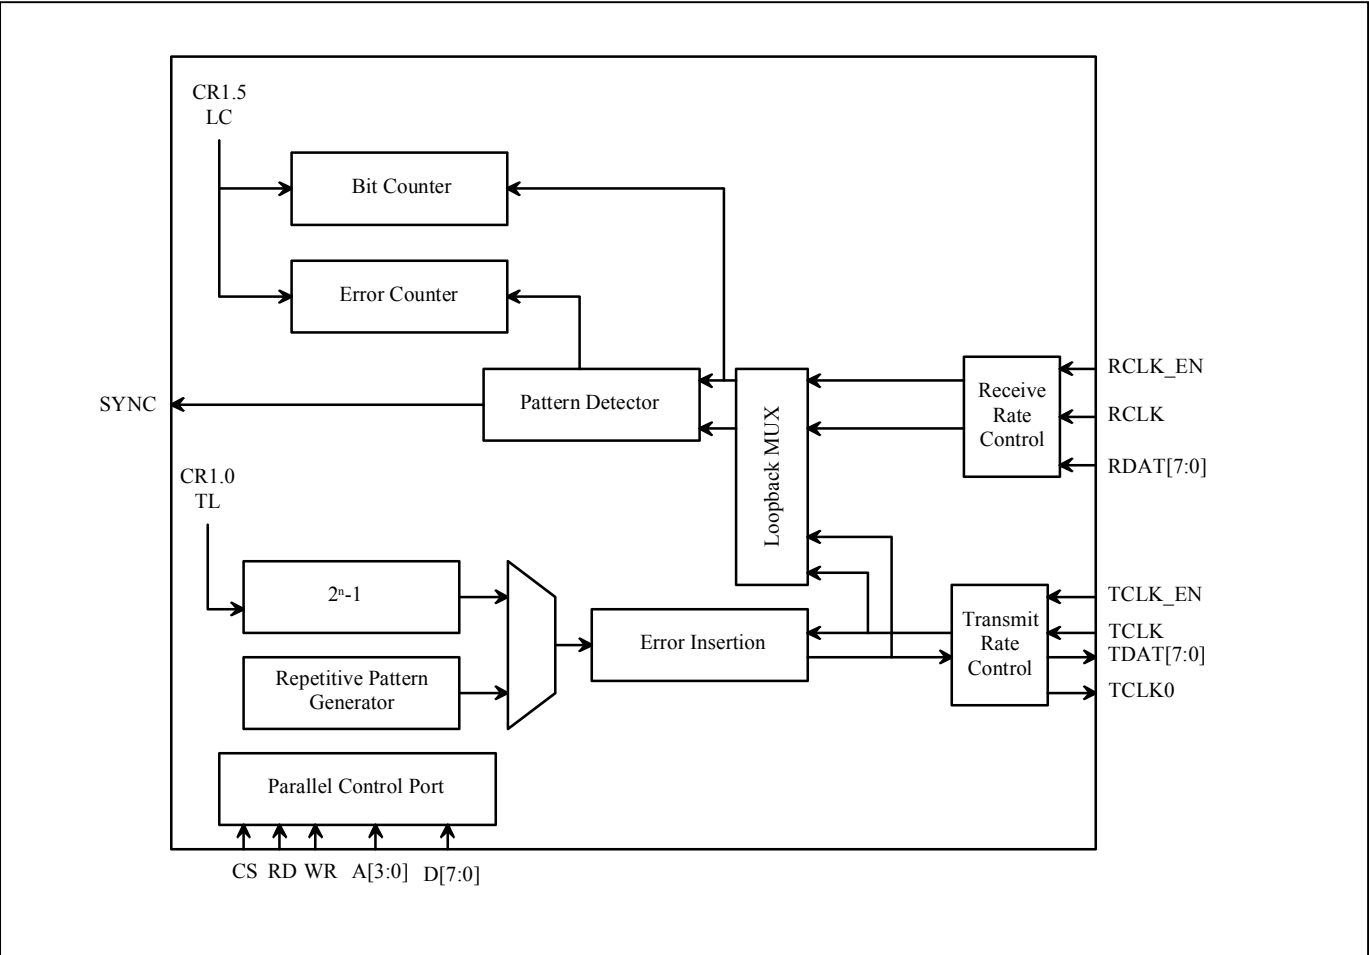 CR1.5
LC
Bit Counter
Error Counter
SYNC
Pattern Detector
Loopback MUX
Receive
Rate
Control
RCLK_EN
RCLK
RDAT[7:0]
CR1.0
TL
2ⁿ-1
Repetitive Pattern
Generator
Error Insertion
Transmit
Rate
Control
TCLK_EN
TCLK
TDAT[7:0]
TCLK0
Parallel Control Port
CS RD WR A[3:0] D[7:0]